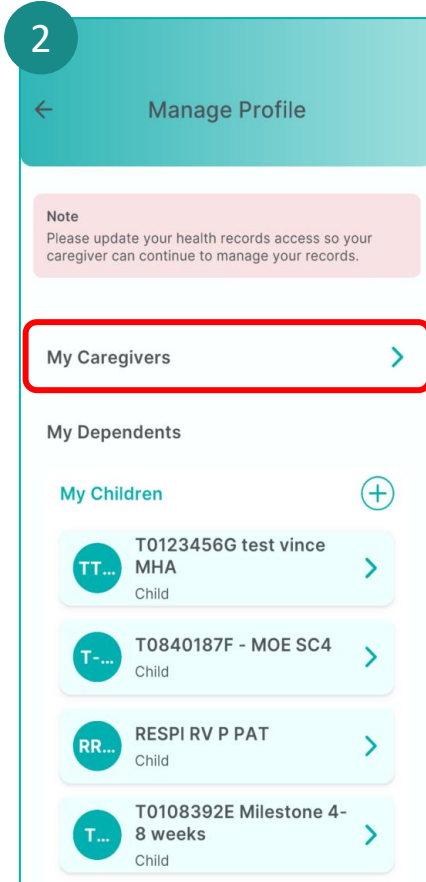 2
Manage Profile
Note
Please update your health records access so your
caregiver can continue to manage your records.
My Caregivers
My Dependents
My Children
TT...
T0123456G test vince
MHA
Child
T-...
T0840187F - MOE SC4
Child
RR...
RESPI RV P PAT
Child
T...
T0108392E Milestone 4-
8 weeks
Child